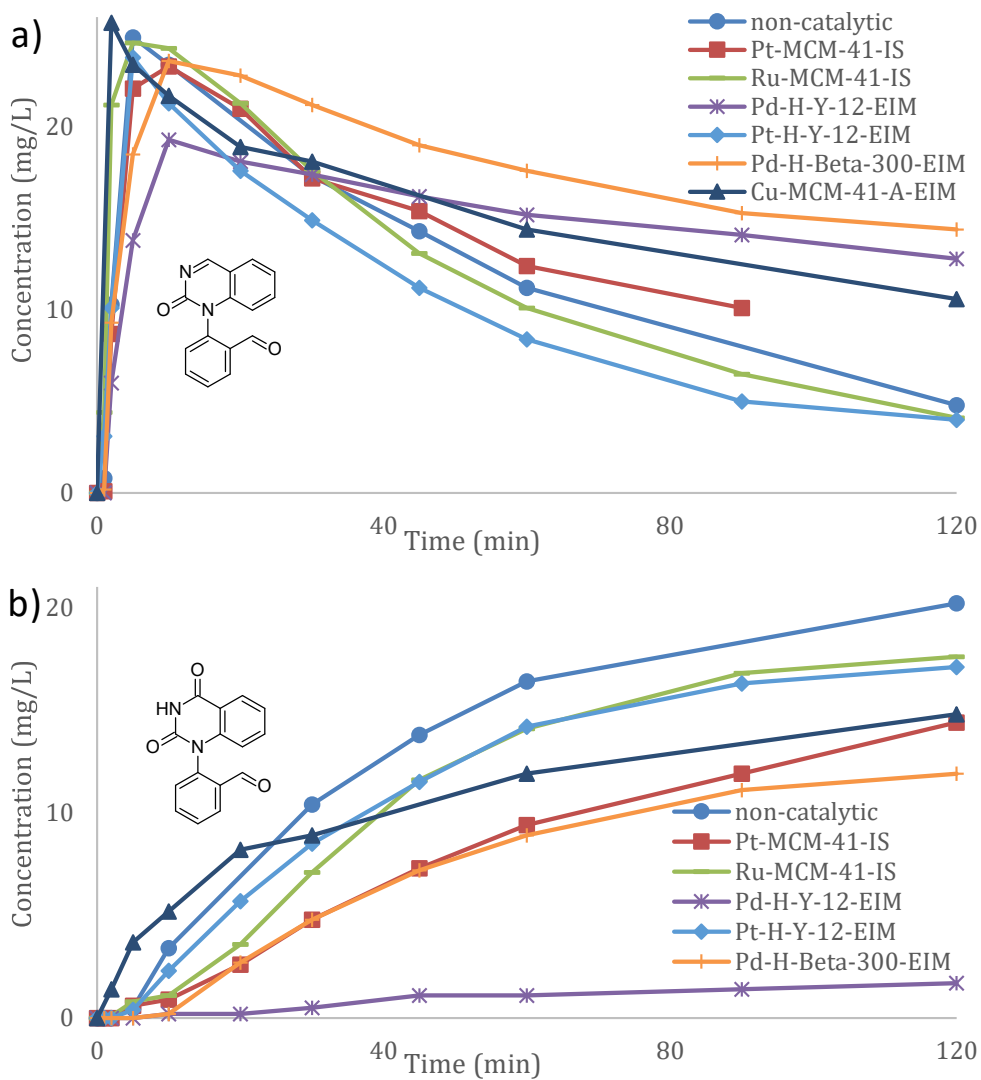 a)
Concentration (mg/L)
20
10
0
0
40
80
120
Time (min)
non-catalytic
Pt-MCM-41-IS
Ru-MCM-41-IS
Pd-H-Y-12-EIM
Pt-H-Y-12-EIM
Pd-H-Beta-300-EIM
Cu-MCM-41-A-EIM
N
O
N
O
b)
Concentration (mg/L)
20
10
0
0
40
80
120
Time (min)
O
NH
O
N
O
non-catalytic
Pt-MCM-41-IS
Ru-MCM-41-IS
Pd-H-Y-12-EIM
Pt-H-Y-12-EIM
Pd-H-Beta-300-EIM